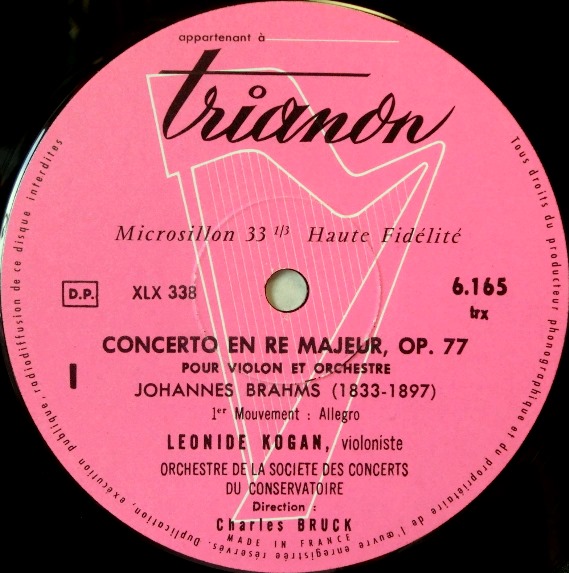 appartenant à
trianon
Microsillon 33 1/3 Haute Fidélité
D.P. XLX 338 6.165
trx
CONCERTO EN RE MAJEUR, OP. 77
POUR VIOLON ET ORCHESTRE
I JOHANNES BRAHMS (1833-1897)
1er Mouvement : Allegro
LEONIDE KOGAN, violoniste
ORCHESTRE DE LA SOCIETE DES CONCERTS
DU CONSERVATOIRE
Direction :
Charles BRUCK
MADE IN FRANCE
Tous droits du producteur phonographique et du propriétaire de l'œuvre enregistrée réservés. Duplication, exécution publique, radiodiffusion de ce disque interdites